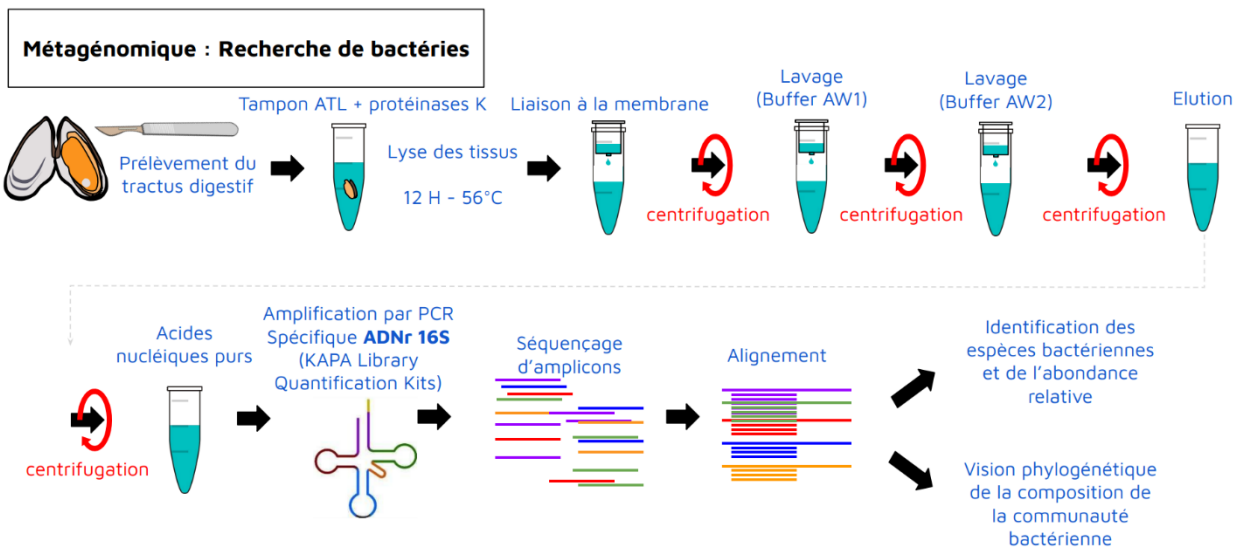 Métagénomique : Recherche de bactéries
Prélèvement du
tractus digestif
Tampon ATL + protéinases K
Lyse des tissus
12 H - 56°C
Liaison à la membrane
centrifugation
Lavage
(Buffer AW1)
centrifugation
Lavage
(Buffer AW2)
centrifugation
Elution
centrifugation
Acides
nucléiques purs
Amplification par PCR
Spécifique ADNr 16S
(KAPA Library
Quantification Kits)
Séquençage
d'amplicons
Alignement
Identification des
espèces bactériennes
et de l'abondance
relative
Vision phylogénétique
de la composition de
la communauté
bactérienne